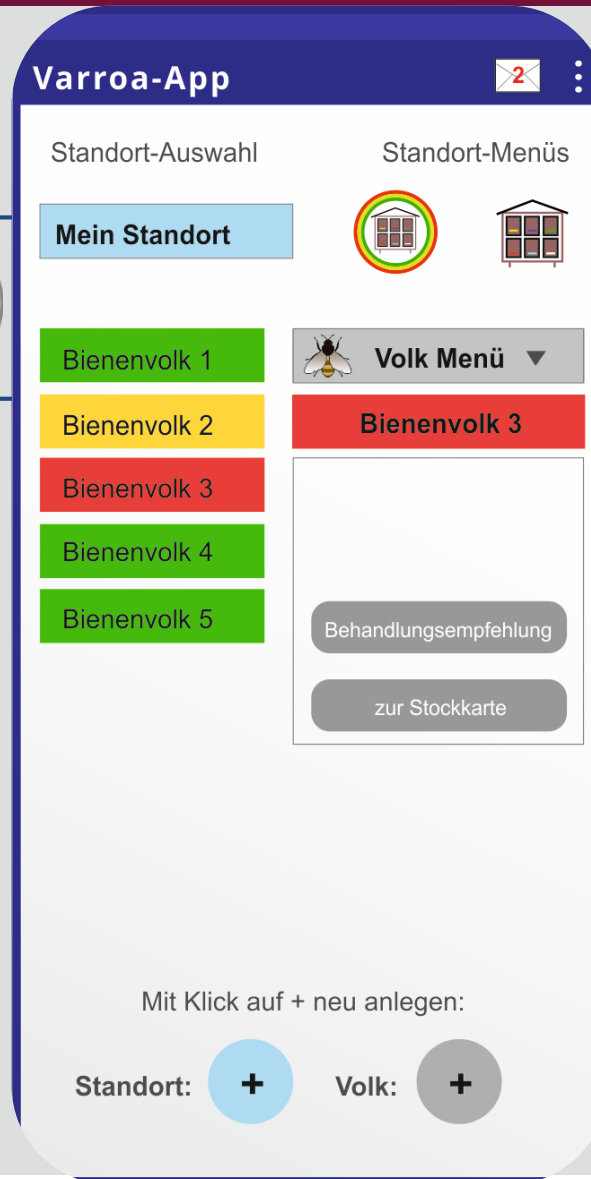 Varroa-App
2
Standort-Auswahl
Standort-Menüs
Mein Standort
Bienenvolk 1
Volk Menü
Bienenvolk 2
Bienenvolk 3
Bienenvolk 3
Bienenvolk 4
Bienenvolk 5
Behandlungsempfehlung
zur Stockkarte
Mit Klick auf + neu anlegen:
Standort: +
Volk: +